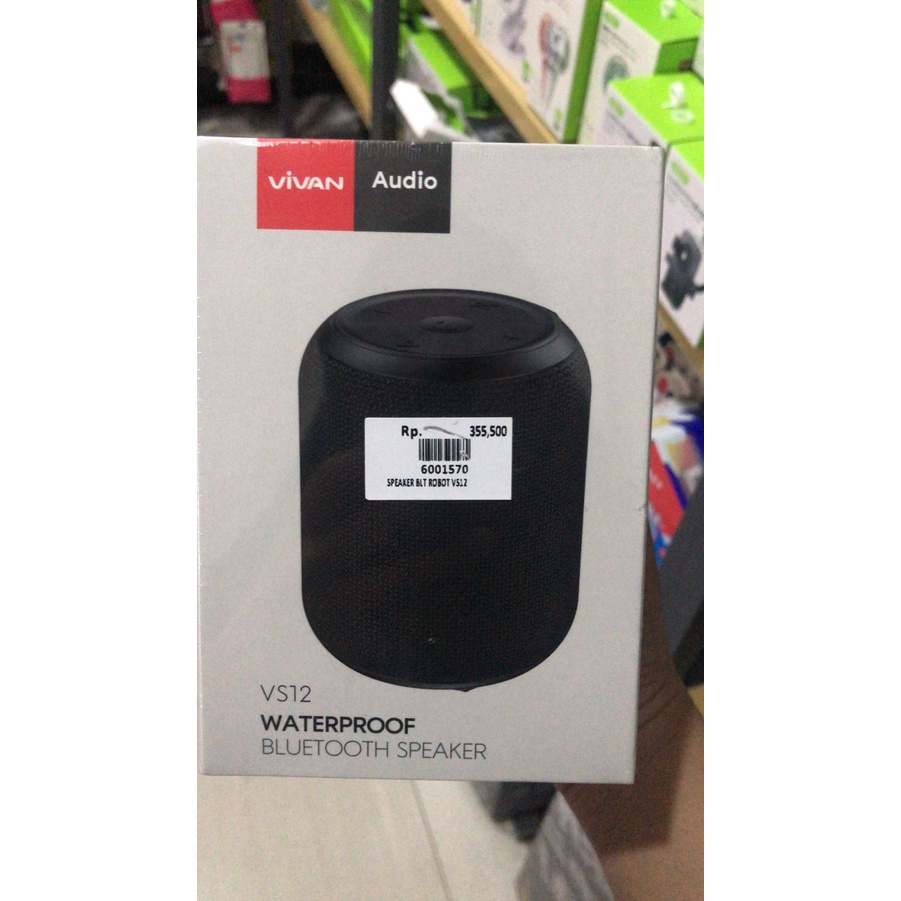 ViVAN Audio
Rp. 355,500
6001570
SPEAKER BLT ROBOT VS12
VS12
WATERPROOF
BLUETOOTH SPEAKER